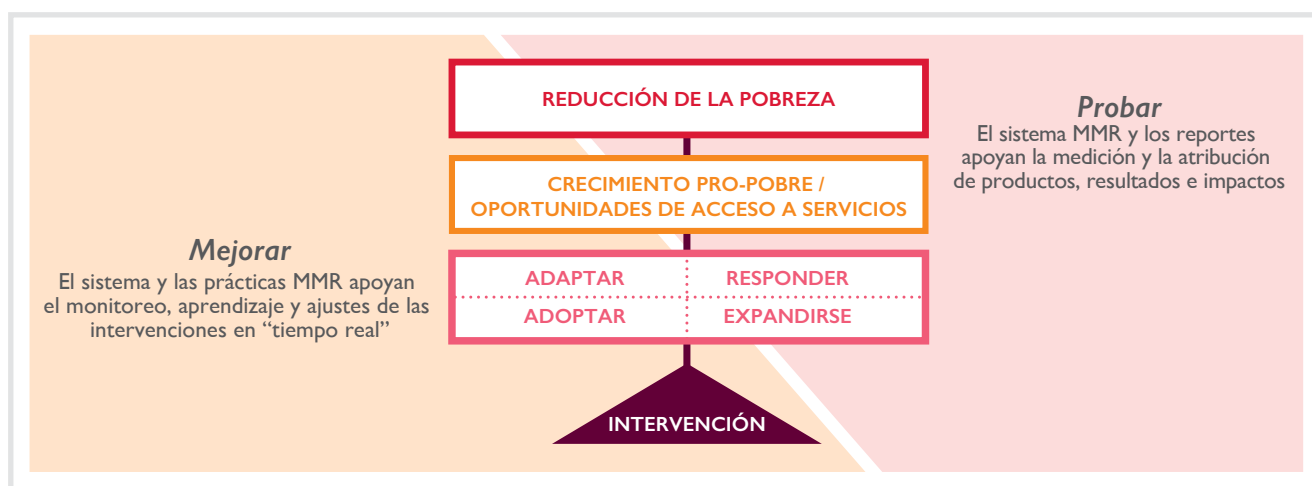 REDUCCIÓN DE LA POBREZA
Probar
El sistema MMR y los reportes
apoyan la medición y la atribución
de productos, resultados e impactos
CRECIMIENTO PRO-POBRE /
OPORTUNIDADES DE ACCESO A SERVICIOS
Mejorar
El sistema y las prácticas MMR apoyan
el monitoreo, aprendizaje y ajustes de las
intervenciones en “tiempo real”
ADAPTAR
RESPONDER
ADOPTAR
EXPANDIRSE
INTERVENCIÓN